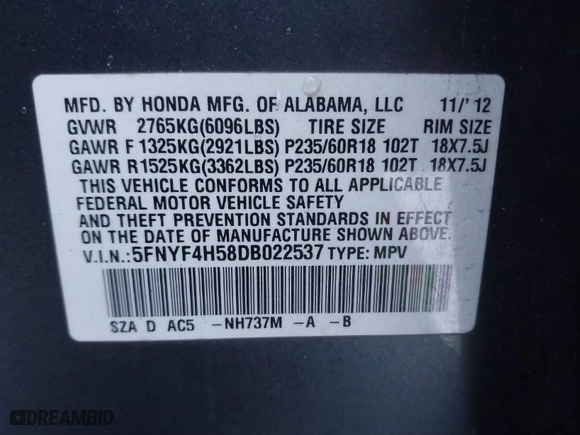 MFD. BY HONDA MFG. OF ALABAMA, LLC 11/'12
GVWR 2765KG(6096LBS) TIRE SIZE RIM SIZE
GAWR F 1325KG(2921LBS) P235/60R18 102T 18X7.5J
GAWR R 1525KG(3362LBS) P235/60R18 102T 18X7.5J
THIS VEHICLE CONFORMS TO ALL APPLICABLE
FEDERAL MOTOR VEHICLE SAFETY
AND THEFT PREVENTION STANDARDS IN EFFECT
ON THE DATE OF MANUFACTURE SHOWN ABOVE.
V.I.N.: 5FNYF4H58DB022537 TYPE: MPV
SZA D AC5 -NH737M -A -B
DREAMBID